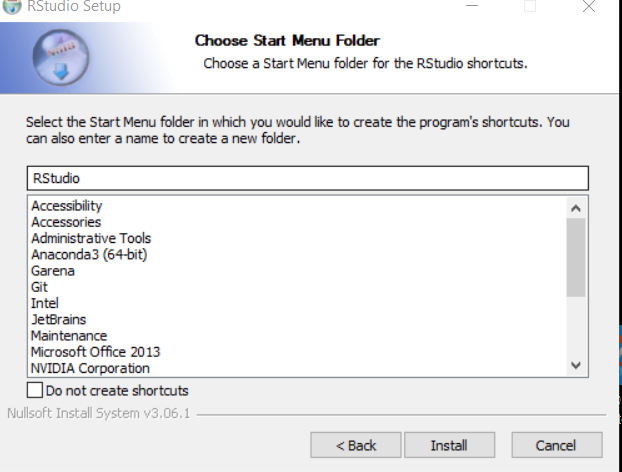 RStudio Setup
Choose Start Menu Folder
Choose a Start Menu folder for the RStudio shortcuts.
Select the Start Menu folder in which you would like to create the program's shortcuts. You
can also enter a name to create a new folder.
RStudio
Accessibility
Accessories
Administrative Tools
Anaconda3 (64-bit)
Garena
Git
Intel
JetBrains
Maintenance
Microsoft Office 2013
NVIDIA Corporation
Do not create shortcuts
Nullsoft Install System v3.06.1
< Back
Install
Cancel